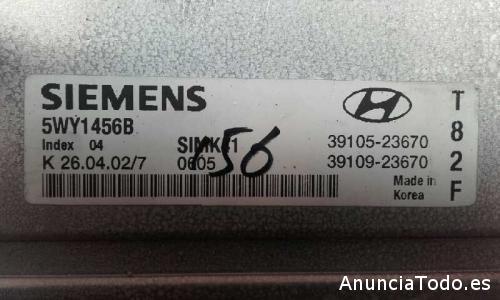 SIEMENS
5WY1456B
Index 04
SIMK41
K 26.04.02/7
0605
156
39105-23670
39109-23670
Made in
Korea
T
8
2
F
AnunciaTodo.es